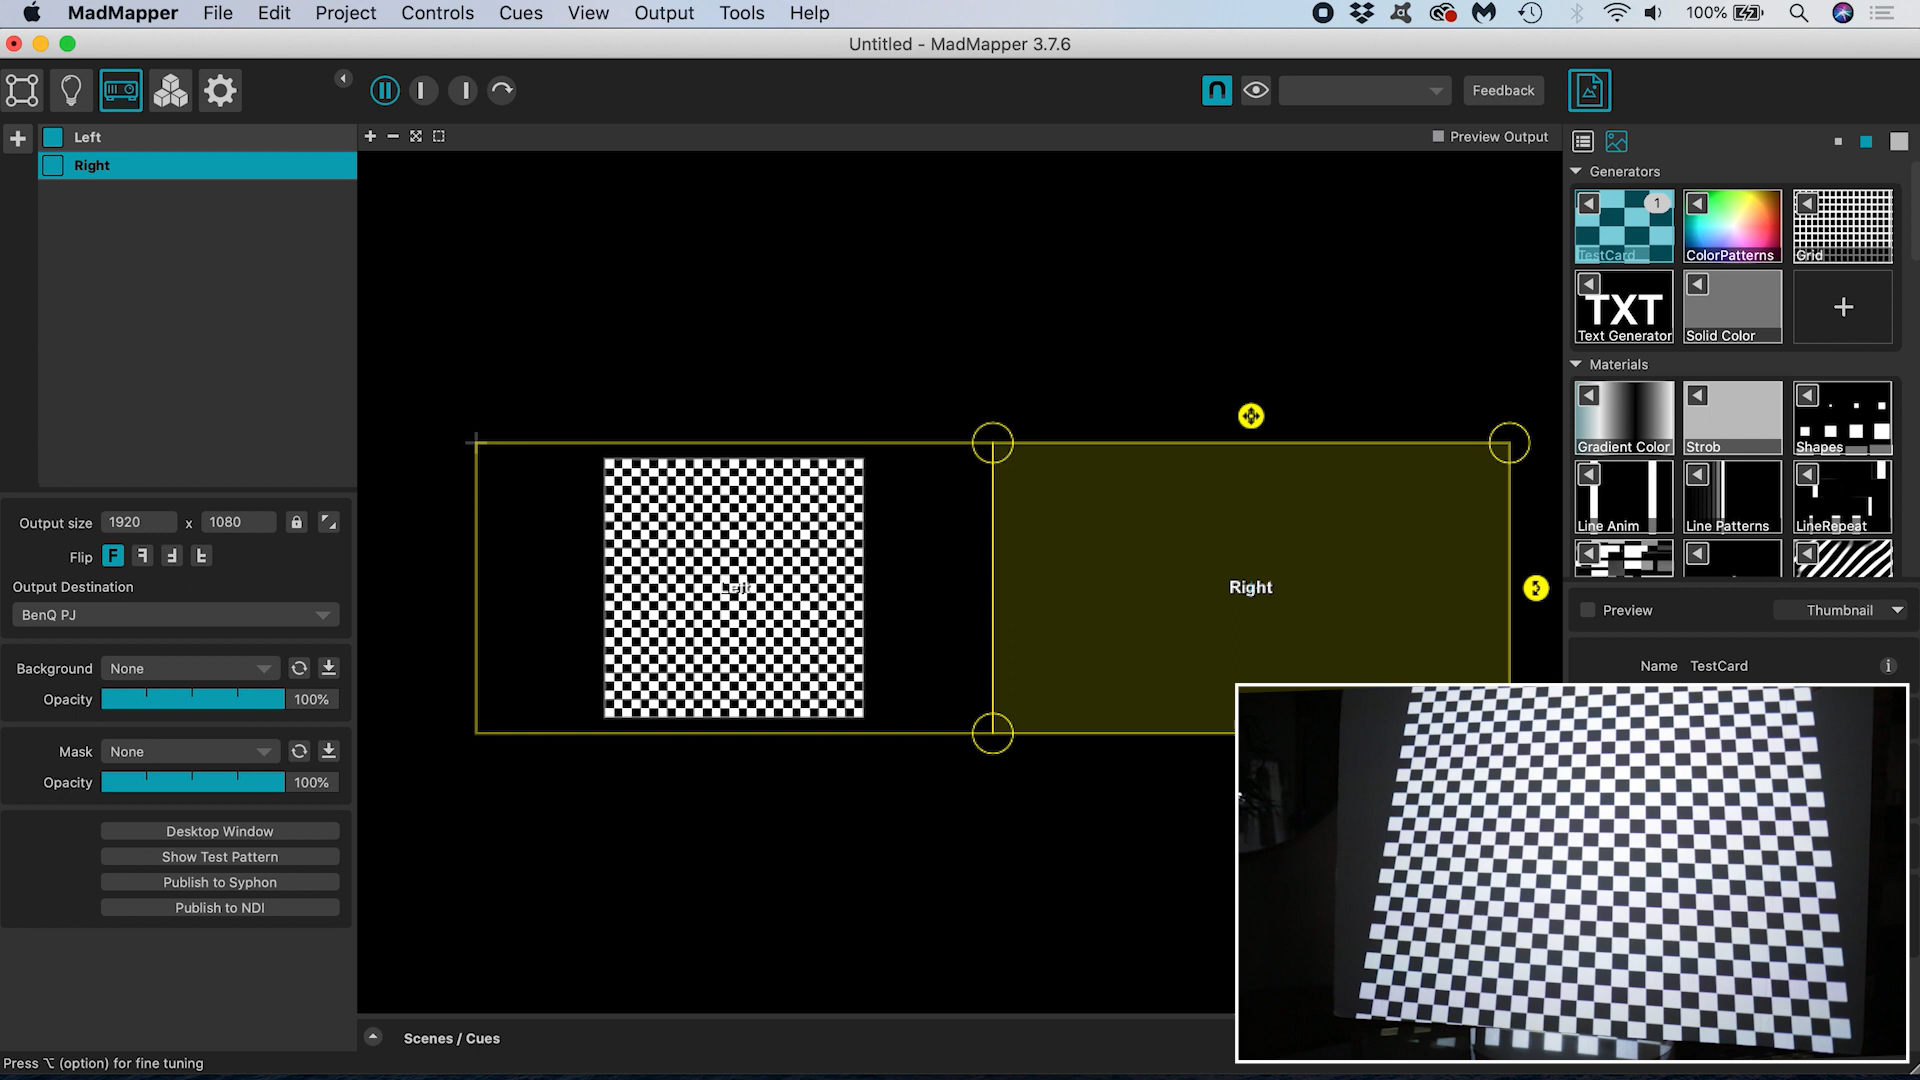 MadMapper File Edit Project Controls Cues View Output Tools Help 100%
Untitled - MadMapper 3.7.6
Feedback
Left
Right
Preview Output
Generators
1
TestCard
ColorPatterns
Grid
TXT
Text Generator
Solid Color
Materials
Gradient Color
Strob
Shapes
Line Anim
Line Patterns
LineRepeat
Left
Right
Output size 1920 x 1080
Flip F
Output Destination
BenQ PJ
Background None
Opacity 100%
Mask None
Opacity 100%
Desktop Window
Show Test Pattern
Publish to Syphon
Publish to NDI
Preview Thumbnail
Name TestCard
Scenes / Cues
Press ⌥ (option) for fine tuning